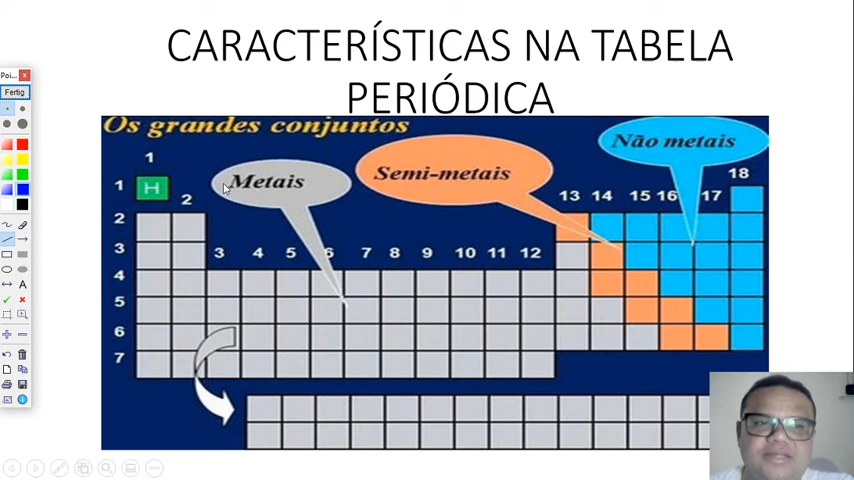 CARACTERÍSTICAS NA TABELA
PERIÓDICA
Poi...
Fertig
Os grandes conjuntos
Metais
Semi-metais
Não metais
1
2
3 4 5 6 7 8 9 10 11 12
13 14 15 16 17
18
1
H
2
3
4
5
6
7
A